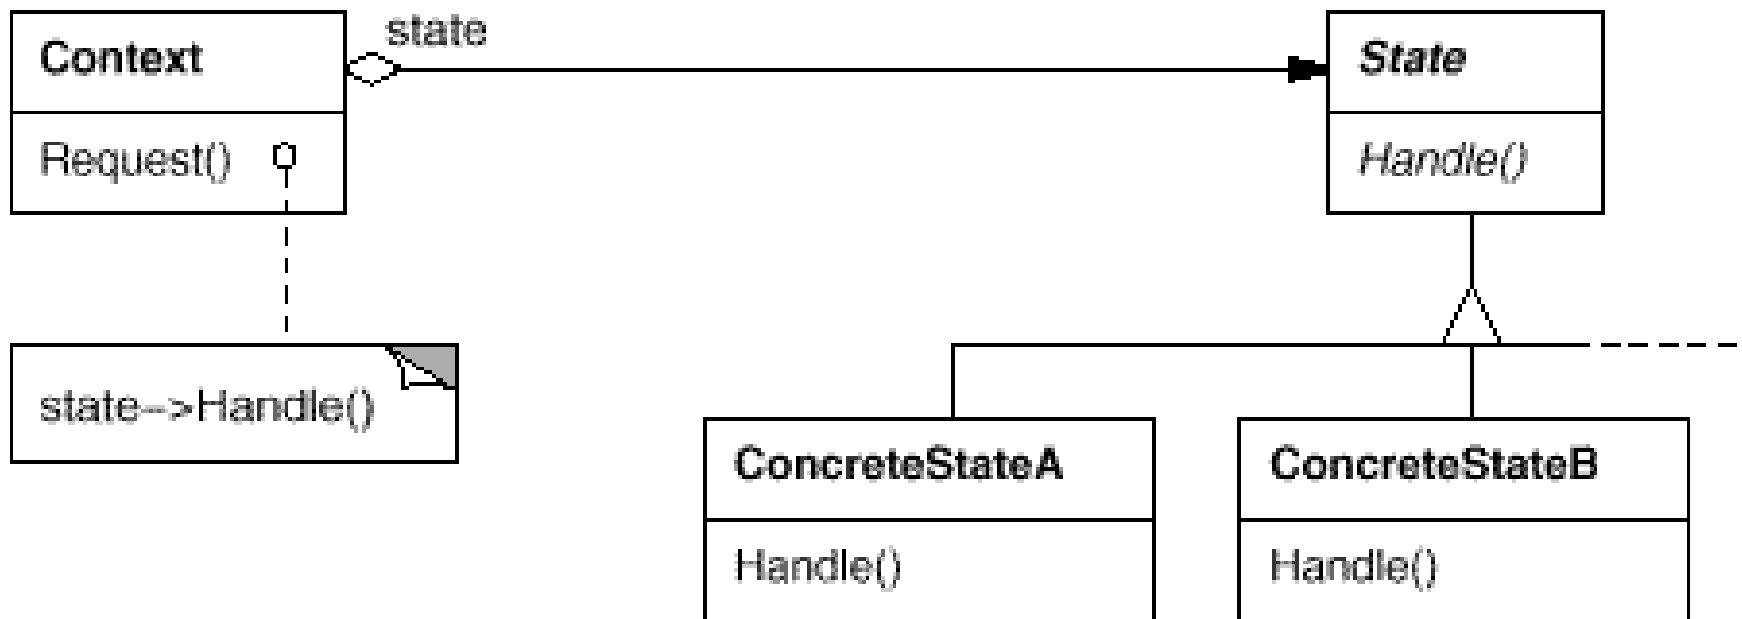 state
Context
State
Request()
Handle()
state-->Handle()
ConcreteStateA
ConcreteStateB
Handle()
Handle()